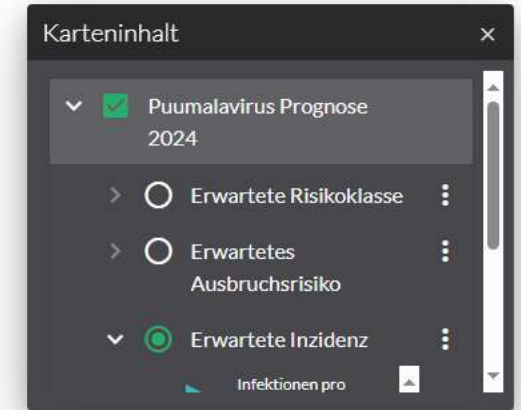 Karteninhalt
Puumalavirus Prognose
2024
Erwartete Risikoklasse
Erwartetes
Ausbruchsrisiko
Erwartete Inzidenz
Infektionen pro